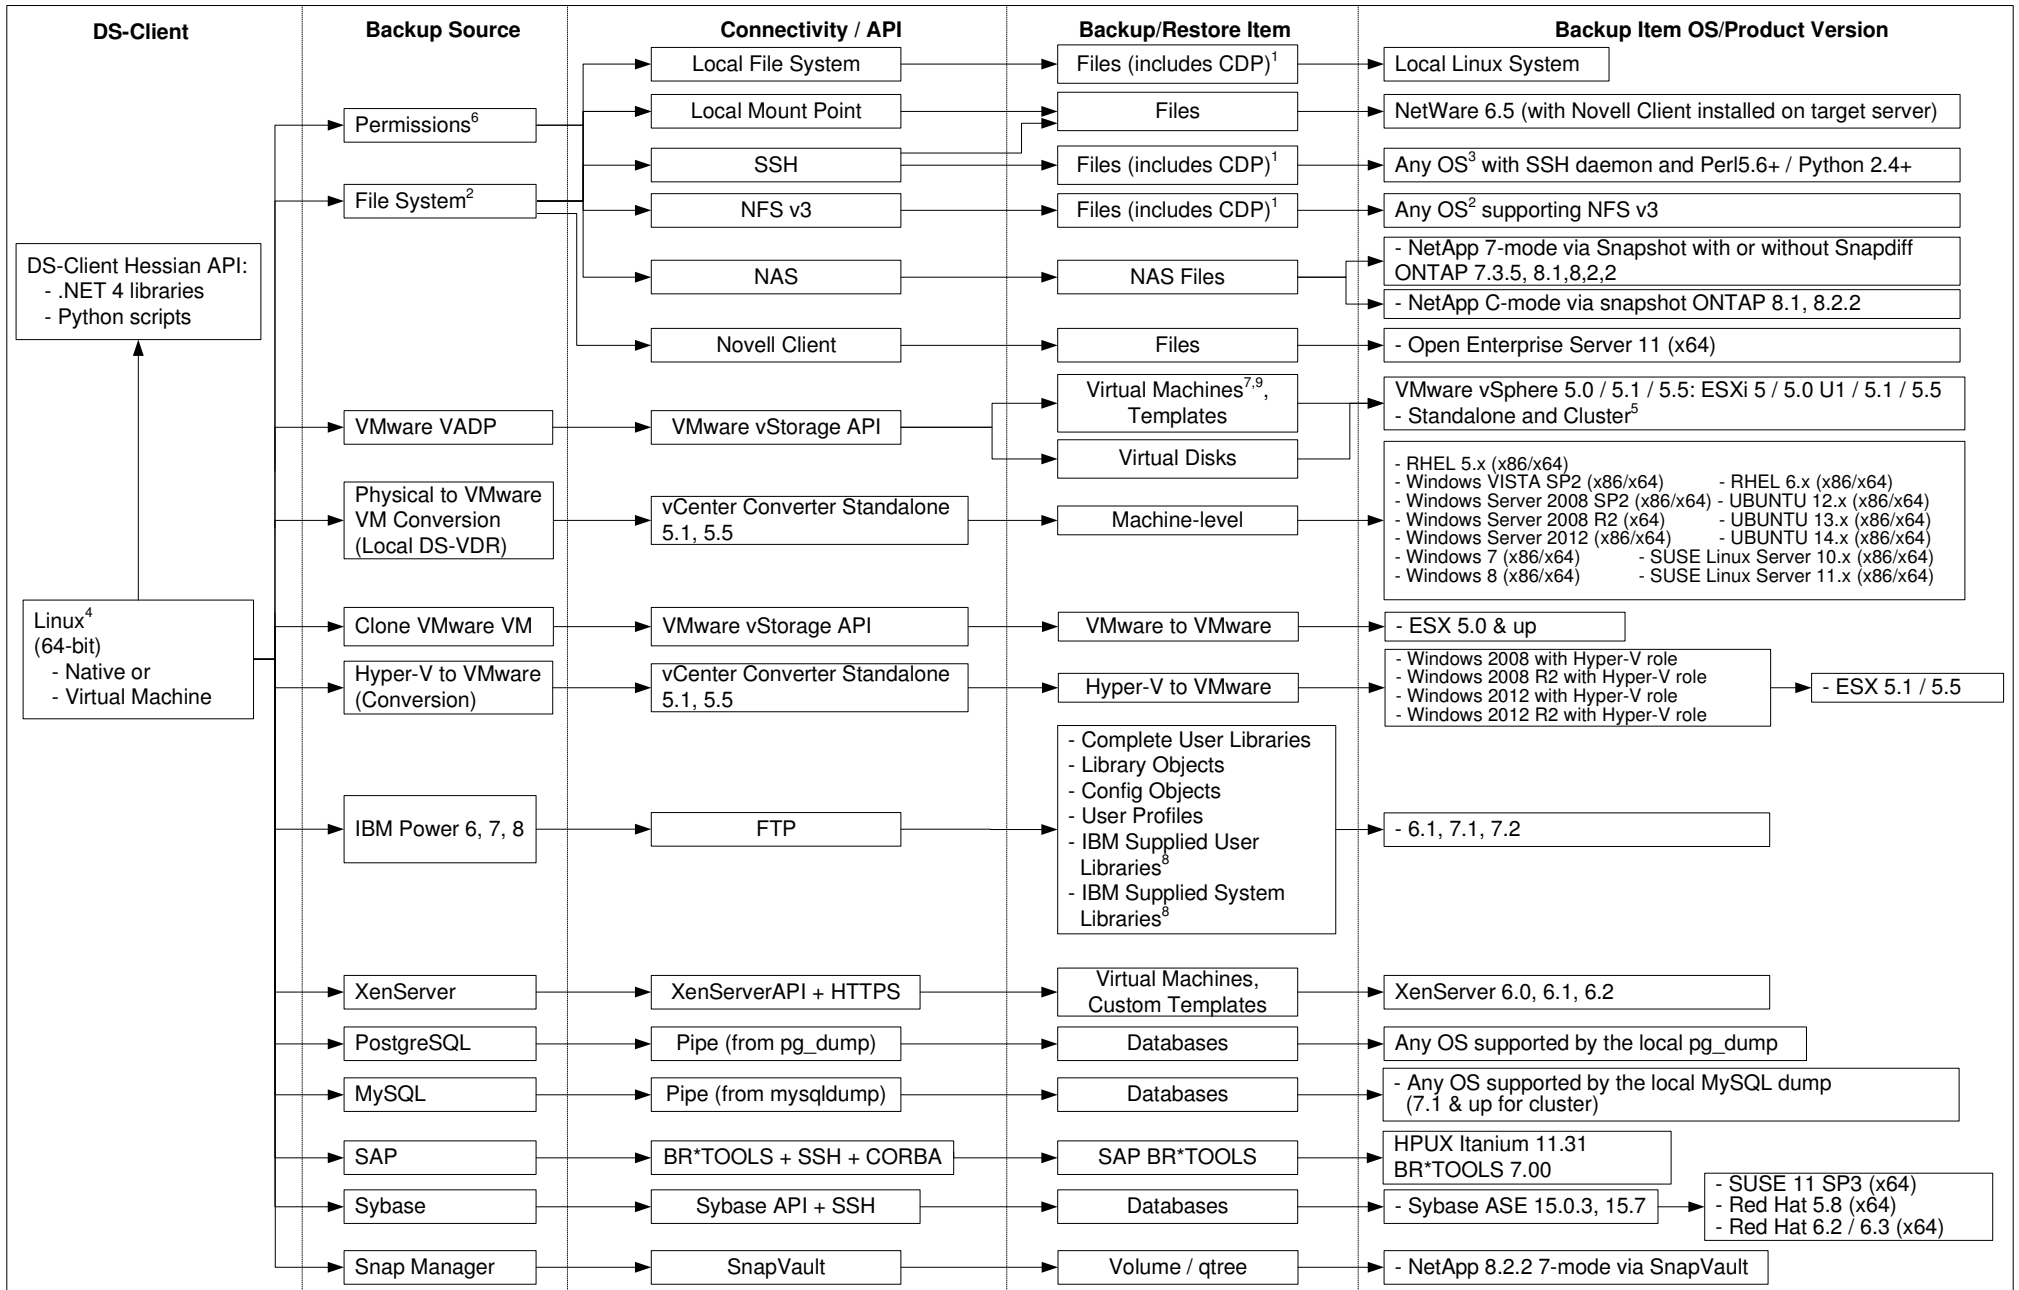 DS-Client
Backup Source
Connectivity / API
Backup/Restore Item
Backup Item OS/Product Version
Local File System
Files (includes CDP)1
Local Linux System
Permissions6
Local Mount Point
Files
NetWare 6.5 (with Novell Client installed on target server)
SSH
Files (includes CDP)1
Any OS3 with SSH daemon and Perl5.6+ / Python 2.4+
File System2
NFS v3
Files (includes CDP)1
Any OS2 supporting NFS v3
DS-Client Hessian API:
- .NET 4 libraries
- Python scripts
NAS
NAS Files
- NetApp 7-mode via Snapshot with or without Snapdiff
ONTAP 7.3.5, 8.1,8,2,2
- NetApp C-mode via snapshot ONTAP 8.1, 8.2.2
Novell Client
Files
- Open Enterprise Server 11 (x64)
VMware VADP
VMware vStorage API
Virtual Machines7,9,
Templates
Virtual Disks
VMware vSphere 5.0 / 5.1 / 5.5: ESXi 5 / 5.0 U1 / 5.1 / 5.5
- Standalone and Cluster5
Physical to VMware
VM Conversion
(Local DS-VDR)
vCenter Converter Standalone
5.1, 5.5
Machine-level
- RHEL 5.x (x86/x64)
- Windows VISTA SP2 (x86/x64) - RHEL 6.x (x86/x64)
- Windows Server 2008 SP2 (x86/x64) - UBUNTU 12.x (x86/x64)
- Windows Server 2008 R2 (x64) - UBUNTU 13.x (x86/x64)
- Windows Server 2012 (x86/x64) - UBUNTU 14.x (x86/x64)
- Windows 7 (x86/x64) - SUSE Linux Server 10.x (x86/x64)
- Windows 8 (x86/x64) - SUSE Linux Server 11.x (x86/x64)
Linux4
(64-bit)
- Native or
- Virtual Machine
Clone VMware VM
VMware vStorage API
VMware to VMware
- ESX 5.0 & up
Hyper-V to VMware
(Conversion)
vCenter Converter Standalone
5.1, 5.5
Hyper-V to VMware
- Windows 2008 with Hyper-V role
- Windows 2008 R2 with Hyper-V role
- Windows 2012 with Hyper-V role
- Windows 2012 R2 with Hyper-V role
- ESX 5.1 / 5.5
IBM Power 6, 7, 8
FTP
- Complete User Libraries
- Library Objects
- Config Objects
- User Profiles
- IBM Supplied User
Libraries8
- IBM Supplied System
Libraries8
- 6.1, 7.1, 7.2
XenServer
XenServerAPI + HTTPS
Virtual Machines,
Custom Templates
XenServer 6.0, 6.1, 6.2
PostgreSQL
Pipe (from pg_dump)
Databases
Any OS supported by the local pg_dump
MySQL
Pipe (from mysqldump)
Databases
- Any OS supported by the local MySQL dump
(7.1 & up for cluster)
SAP
BR*TOOLS + SSH + CORBA
SAP BR*TOOLS
HPUX Itanium 11.31
BR*TOOLS 7.00
Sybase
Sybase API + SSH
Databases
- Sybase ASE 15.0.3, 15.7
- SUSE 11 SP3 (x64)
- Red Hat 5.8 (x64)
- Red Hat 6.2 / 6.3 (x64)
Snap Manager
SnapVault
Volume / qtree
- NetApp 8.2.2 7-mode via SnapVault